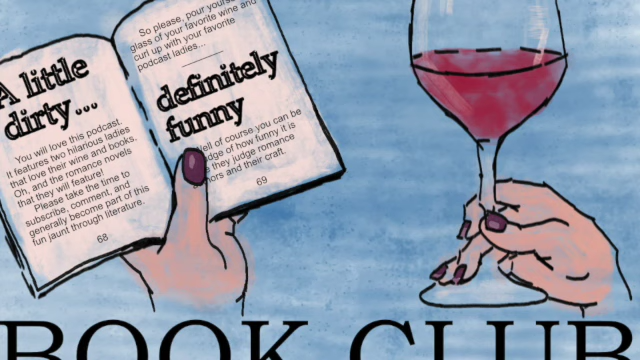 A little
dirty...
You will love this podcast.
It features two hilarious ladies
that love their wine and books.
Oh, and the romance novels
that they will feature!
Please take the time to
subscribe, comment, and
generally become part of this
fun jaunt through literature.
68
So please, pour yourse
glass of your favorite wine and
curl up with your favorite
podcast ladies...
definitely
funny
ell of course you can be
dge of how funny it is
they judge romance
ors and their craft.
69
BOOK CLUB